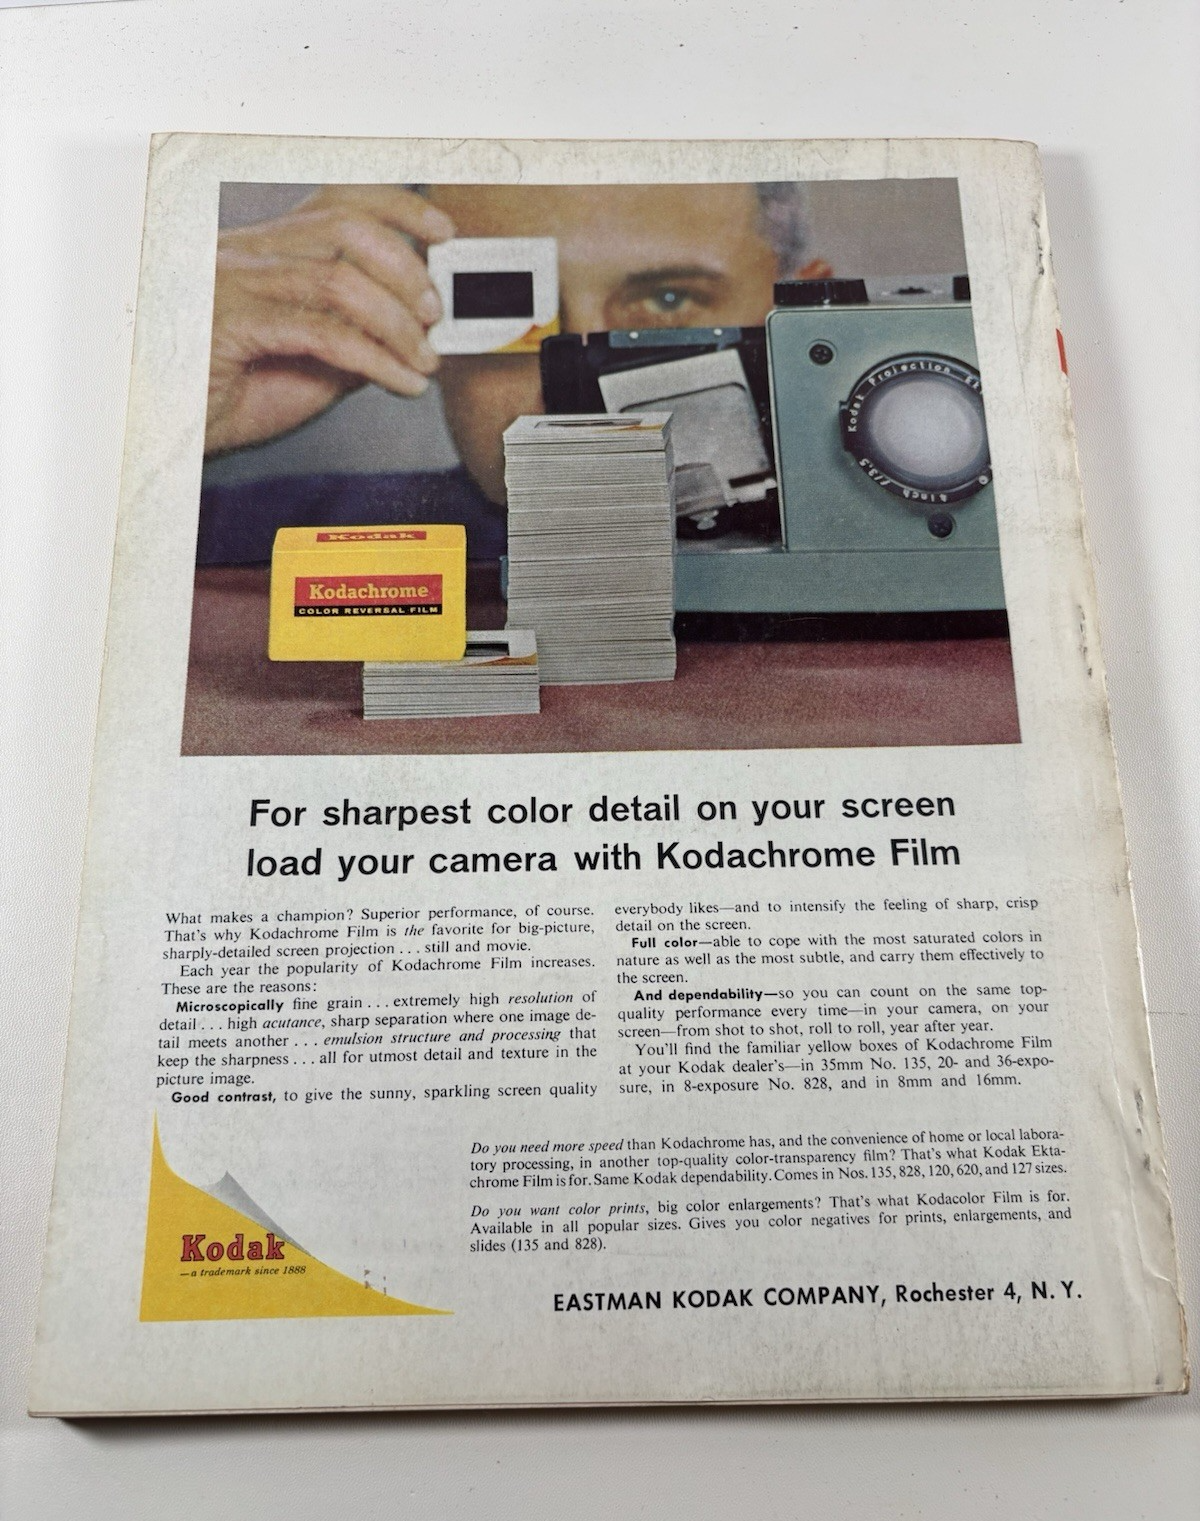 Kodak Projection Ek
4 inch f/3.5
Kodak
Kodachrome
COLOR REVERSAL FILM
For sharpest color detail on your screen
load your camera with Kodachrome Film
What makes a champion? Superior performance, of course.
That's why Kodachrome Film is the favorite for big-picture,
sharply-detailed screen projection . . . still and movie.
Each year the popularity of Kodachrome Film increases.
These are the reasons:
Microscopically fine grain . . . extremely high resolution of
detail . . . high acutance, sharp separation where one image de-
tail meets another . . . emulsion structure and processing that
keep the sharpness . . . all for utmost detail and texture in the
picture image.
Good contrast, to give the sunny, sparkling screen quality
everybody likes—and to intensify the feeling of sharp, crisp
detail on the screen.
Full color—able to cope with the most saturated colors in
nature as well as the most subtle, and carry them effectively to
the screen.
And dependability—so you can count on the same top-
quality performance every time—in your camera, on your
screen—from shot to shot, roll to roll, year after year.
You'll find the familiar yellow boxes of Kodachrome Film
at your Kodak dealer's—in 35mm No. 135, 20- and 36-expo-
sure, in 8-exposure No. 828, and in 8mm and 16mm.
Do you need more speed than Kodachrome has, and the convenience of home or local labora-
tory processing, in another top-quality color-transparency film? That's what Kodak Ekta-
chrome Film is for. Same Kodak dependability. Comes in Nos. 135, 828, 120, 620, and 127 sizes.
Do you want color prints, big color enlargements? That's what Kodacolor Film is for.
Available in all popular sizes. Gives you color negatives for prints, enlargements, and
slides (135 and 828).
Kodak
—a trademark since 1888
EASTMAN KODAK COMPANY, Rochester 4, N. Y.